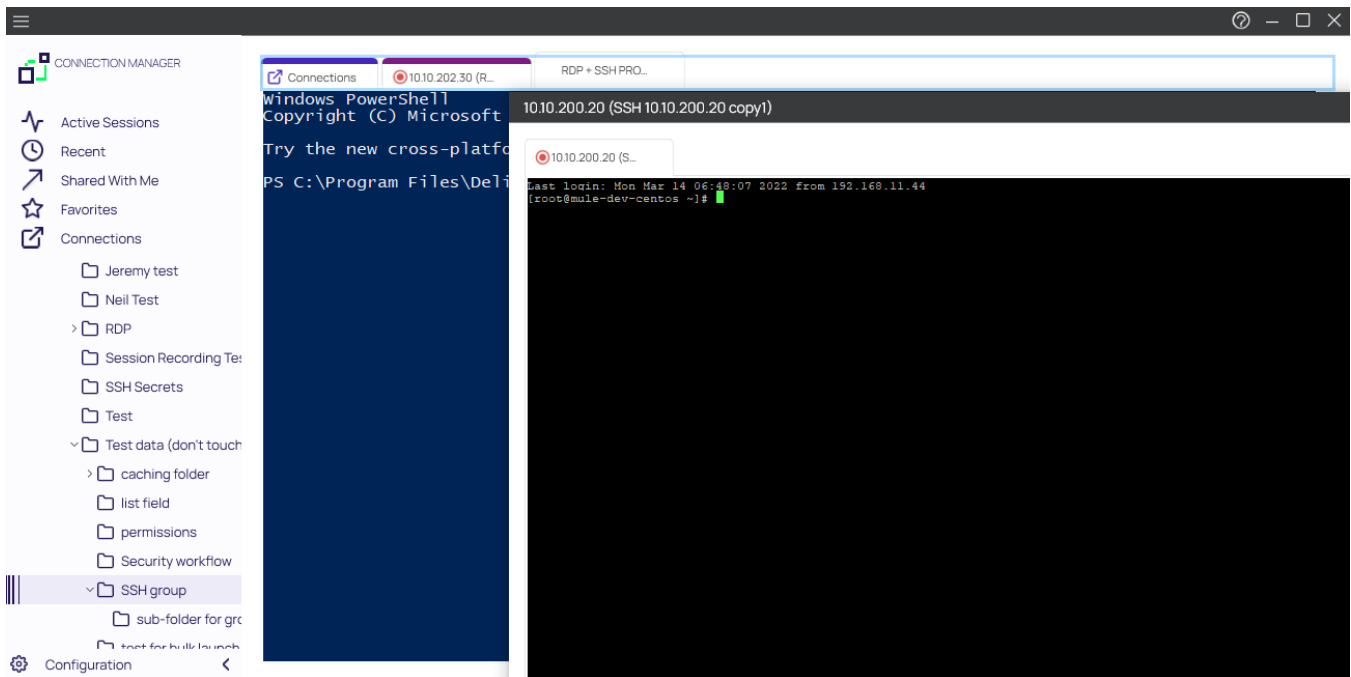 CONNECTION MANAGER
Active Sessions
Recent
Shared With Me
Favorites
Connections
Jeremy test
Neil Test
RDP
Session Recording Tes
SSH Secrets
Test
Test data (don't touch
caching folder
list field
permissions
Security workflow
SSH group
sub-folder for gro
test for bulk launch
Configuration
Connections
10.10.202.30 (R...
RDP + SSH PRO...
Windows PowerShell
Copyright (C) Microsoft
Try the new cross-platfo
PS C:\Program Files\Deli
10.10.200.20 (SSH 10.10.200.20 copy1)
10.10.200.20 (S...
Last login: Mon Mar 14 06:48:07 2022 from 192.168.11.44
[root@mule-dev-centos ~]#